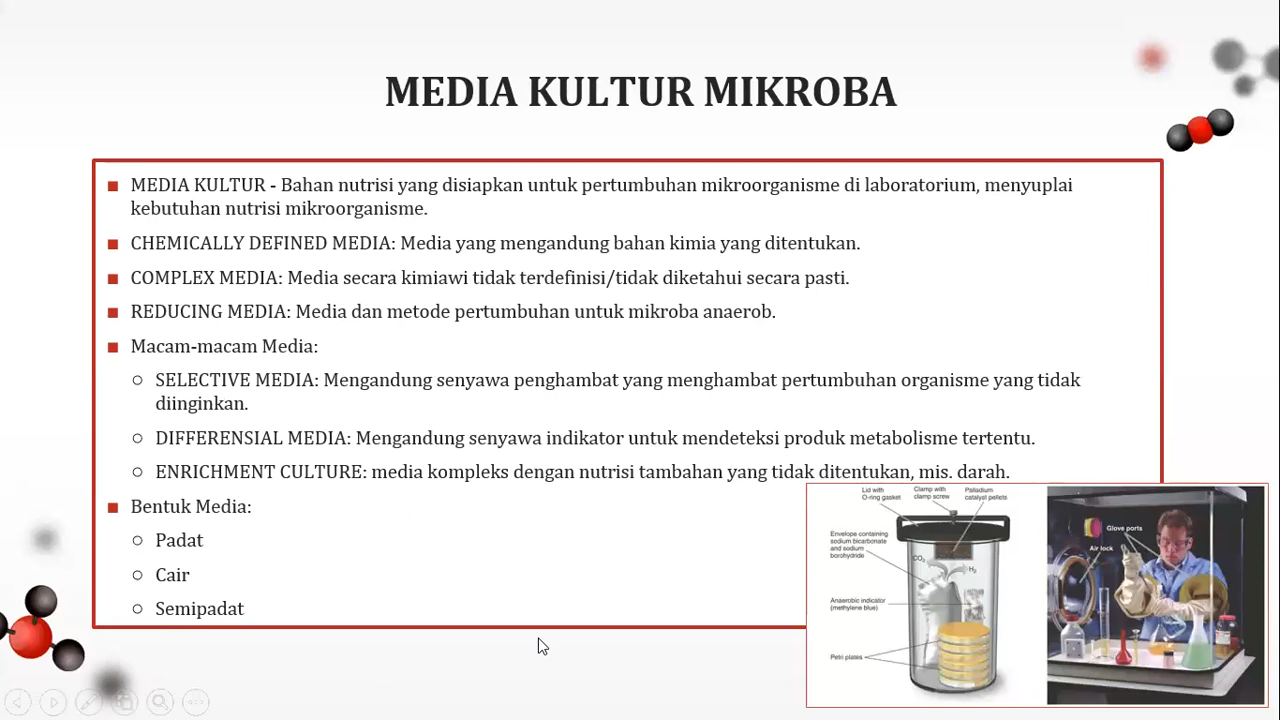 MEDIA KULTUR MIKROBA
MEDIA KULTUR - Bahan nutrisi yang disiapkan untuk pertumbuhan mikroorganisme di laboratorium, menyuplai
kebutuhan nutrisi mikroorganisme.
CHEMICALLY DEFINED MEDIA: Media yang mengandung bahan kimia yang ditentukan.
COMPLEX MEDIA: Media secara kimiawi tidak terdefinisi/tidak diketahui secara pasti.
REDUCING MEDIA: Media dan metode pertumbuhan untuk mikroba anaerob.
Macam-macam Media:
SELECTIVE MEDIA: Mengandung senyawa penghambat yang menghambat pertumbuhan organisme yang tidak
diinginkan.
DIFFERENSIAL MEDIA: Mengandung senyawa indikator untuk mendeteksi produk metabolisme tertentu.
ENRICHMENT CULTURE: media kompleks dengan nutrisi tambahan yang tidak ditentukan, mis. darah.
Bentuk Media:
Padat
Cair
Semipadat
Lid with
O-ring gasket
Clamp with
clamp screw
Palladium
catalyst pellets
Envelope containing
sodium bicarbonate
and sodium
borohydride
CO₂
H₂
Anaerobic indicator
(methylene blue)
Petri plates
Glove ports
Air lock